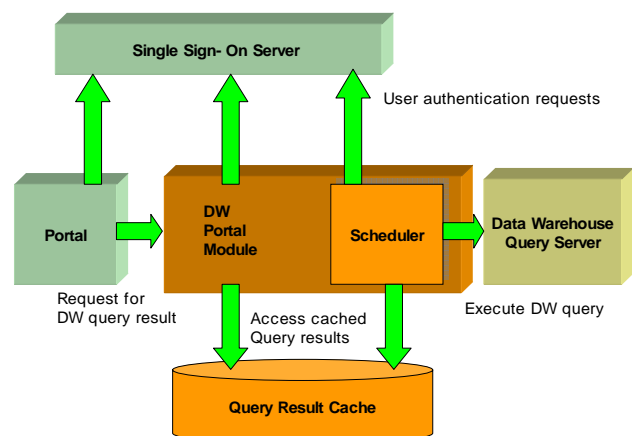 Single Sign- On Server
User authentication requests
Portal
DW
Portal
Module
Scheduler
Data Warehouse
Query Server
Request for
DW query result
Access cached
Query results
Execute DW query
Query Result Cache